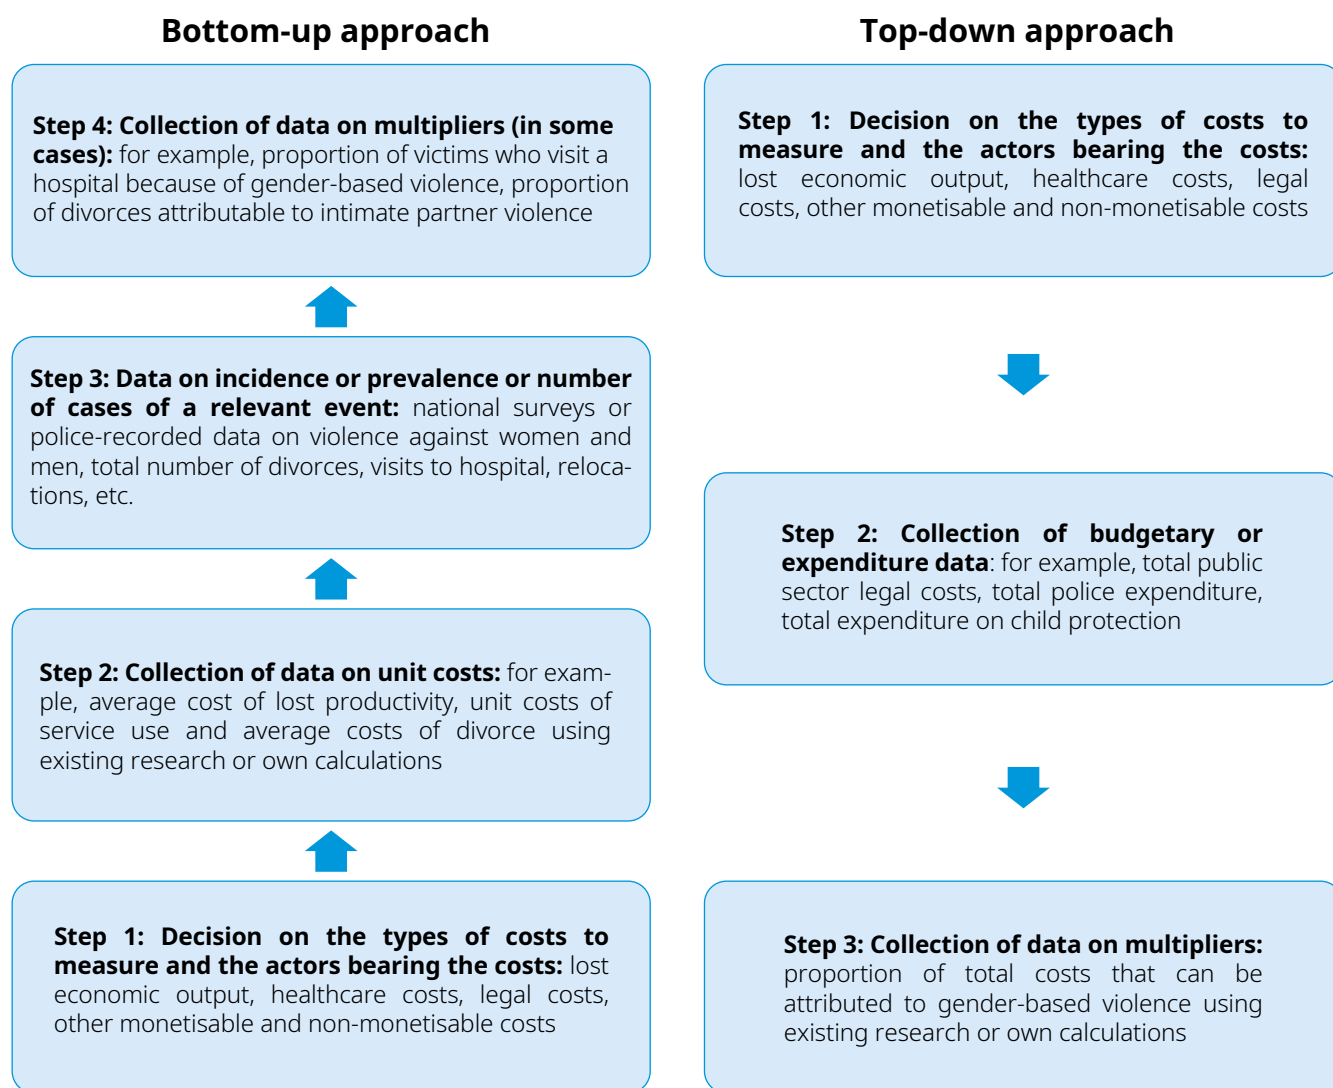 Bottom-up approach
Step 4: Collection of data on multipliers (in some
cases): for example, proportion of victims who visit a
hospital because of gender-based violence, proportion
of divorces attributable to intimate partner violence
Step 3: Data on incidence or prevalence or number
of cases of a relevant event: national surveys or
police-recorded data on violence against women and
men, total number of divorces, visits to hospital, reloca-
tions, etc.
Step 2: Collection of data on unit costs: for exam-
ple, average cost of lost productivity, unit costs of
service use and average costs of divorce using
existing research or own calculations
Step 1: Decision on the types of costs to
measure and the actors bearing the costs: lost
economic output, healthcare costs, legal costs,
other monetisable and non-monetisable costs
Top-down approach
Step 1: Decision on the types of costs to
measure and the actors bearing the costs:
lost economic output, healthcare costs, legal
costs, other monetisable and non-monetisable costs
Step 2: Collection of budgetary or
expenditure data: for example, total public
sector legal costs, total police expenditure,
total expenditure on child protection
Step 3: Collection of data on multipliers:
proportion of total costs that can be
attributed to gender-based violence using
existing research or own calculations